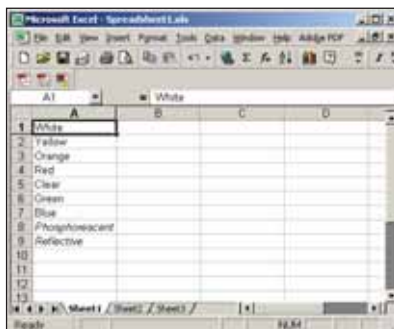 Microsoft Excel - Spreadsheet1.xls
File Edit View Insert Format Tools Data Window Help Adobe PDF
A1 = White
A B C D
1 White
2 Yellow
3 Orange
4 Red
5 Clear
6 Green
7 Blue
8 Phosphorescent
9 Reflective
10
11
12
13
Sheet1 Sheet2 Sheet3
Ready NUM